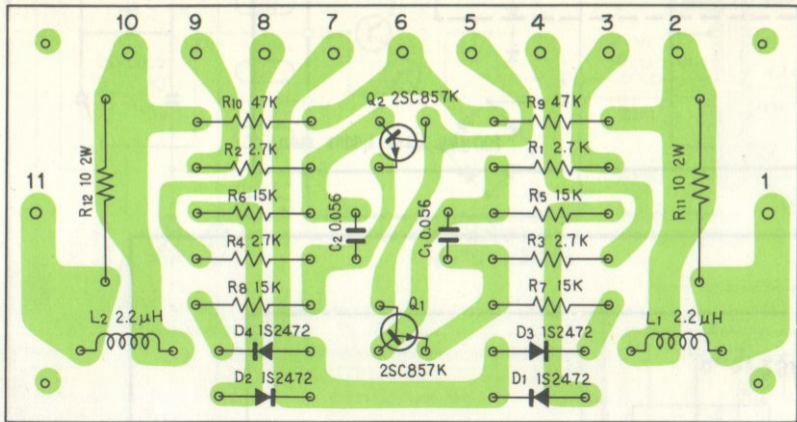 10 9 8 7 6 5 4 3 2
R10 47K
Q2 2SC857K
R9 47K
R2 2.7K
R1 2.7K
R12 10 2W
R6 15K
R5 15K
R11 10 2W
11
1
C2 0.056
C1 0.056
R4 2.7K
R3 2.7K
R8 15K
Q1
R7 15K
L2 2.2μH
L1 2.2μH
D4 1S2472
D3 1S2472
2SC857K
D2 1S2472
D1 1S2472